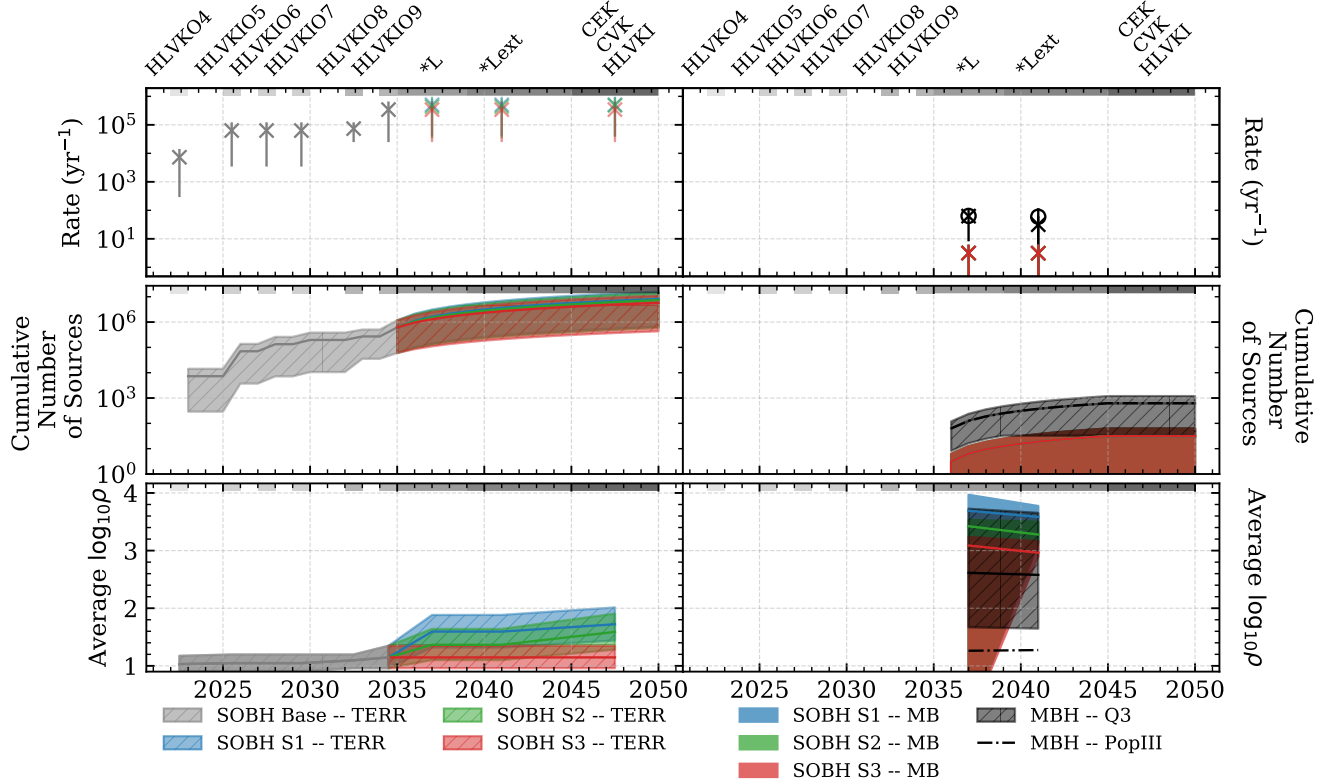 HLVKO4
HLVKIO5
HLVKIO6
HLVKIO7
HLVKIO8
HLVKIO9
*L
*Lext
CEK
CVK
HLVKI
HLVKO4
HLVKIO5
HLVKIO6
HLVKIO7
HLVKIO8
HLVKIO9
*L
*Lext
CEK
CVK
HLVKI
Rate (yr⁻¹)
10⁵
10³
10¹
Rate (yr⁻¹)
Cumulative
Number
of Sources
10⁶
10³
10⁰
Cumulative
Number
of Sources
Average log₁₀ρ
4
3
2
1
Average log₁₀ρ
2025 2030 2035 2040 2045 2050
2025 2030 2035 2040 2045 2050
SOBH Base -- TERR
SOBH S1 -- TERR
SOBH S2 -- TERR
SOBH S3 -- TERR
SOBH S1 -- MB
SOBH S2 -- MB
SOBH S3 -- MB
MBH -- Q3
MBH -- PopIII